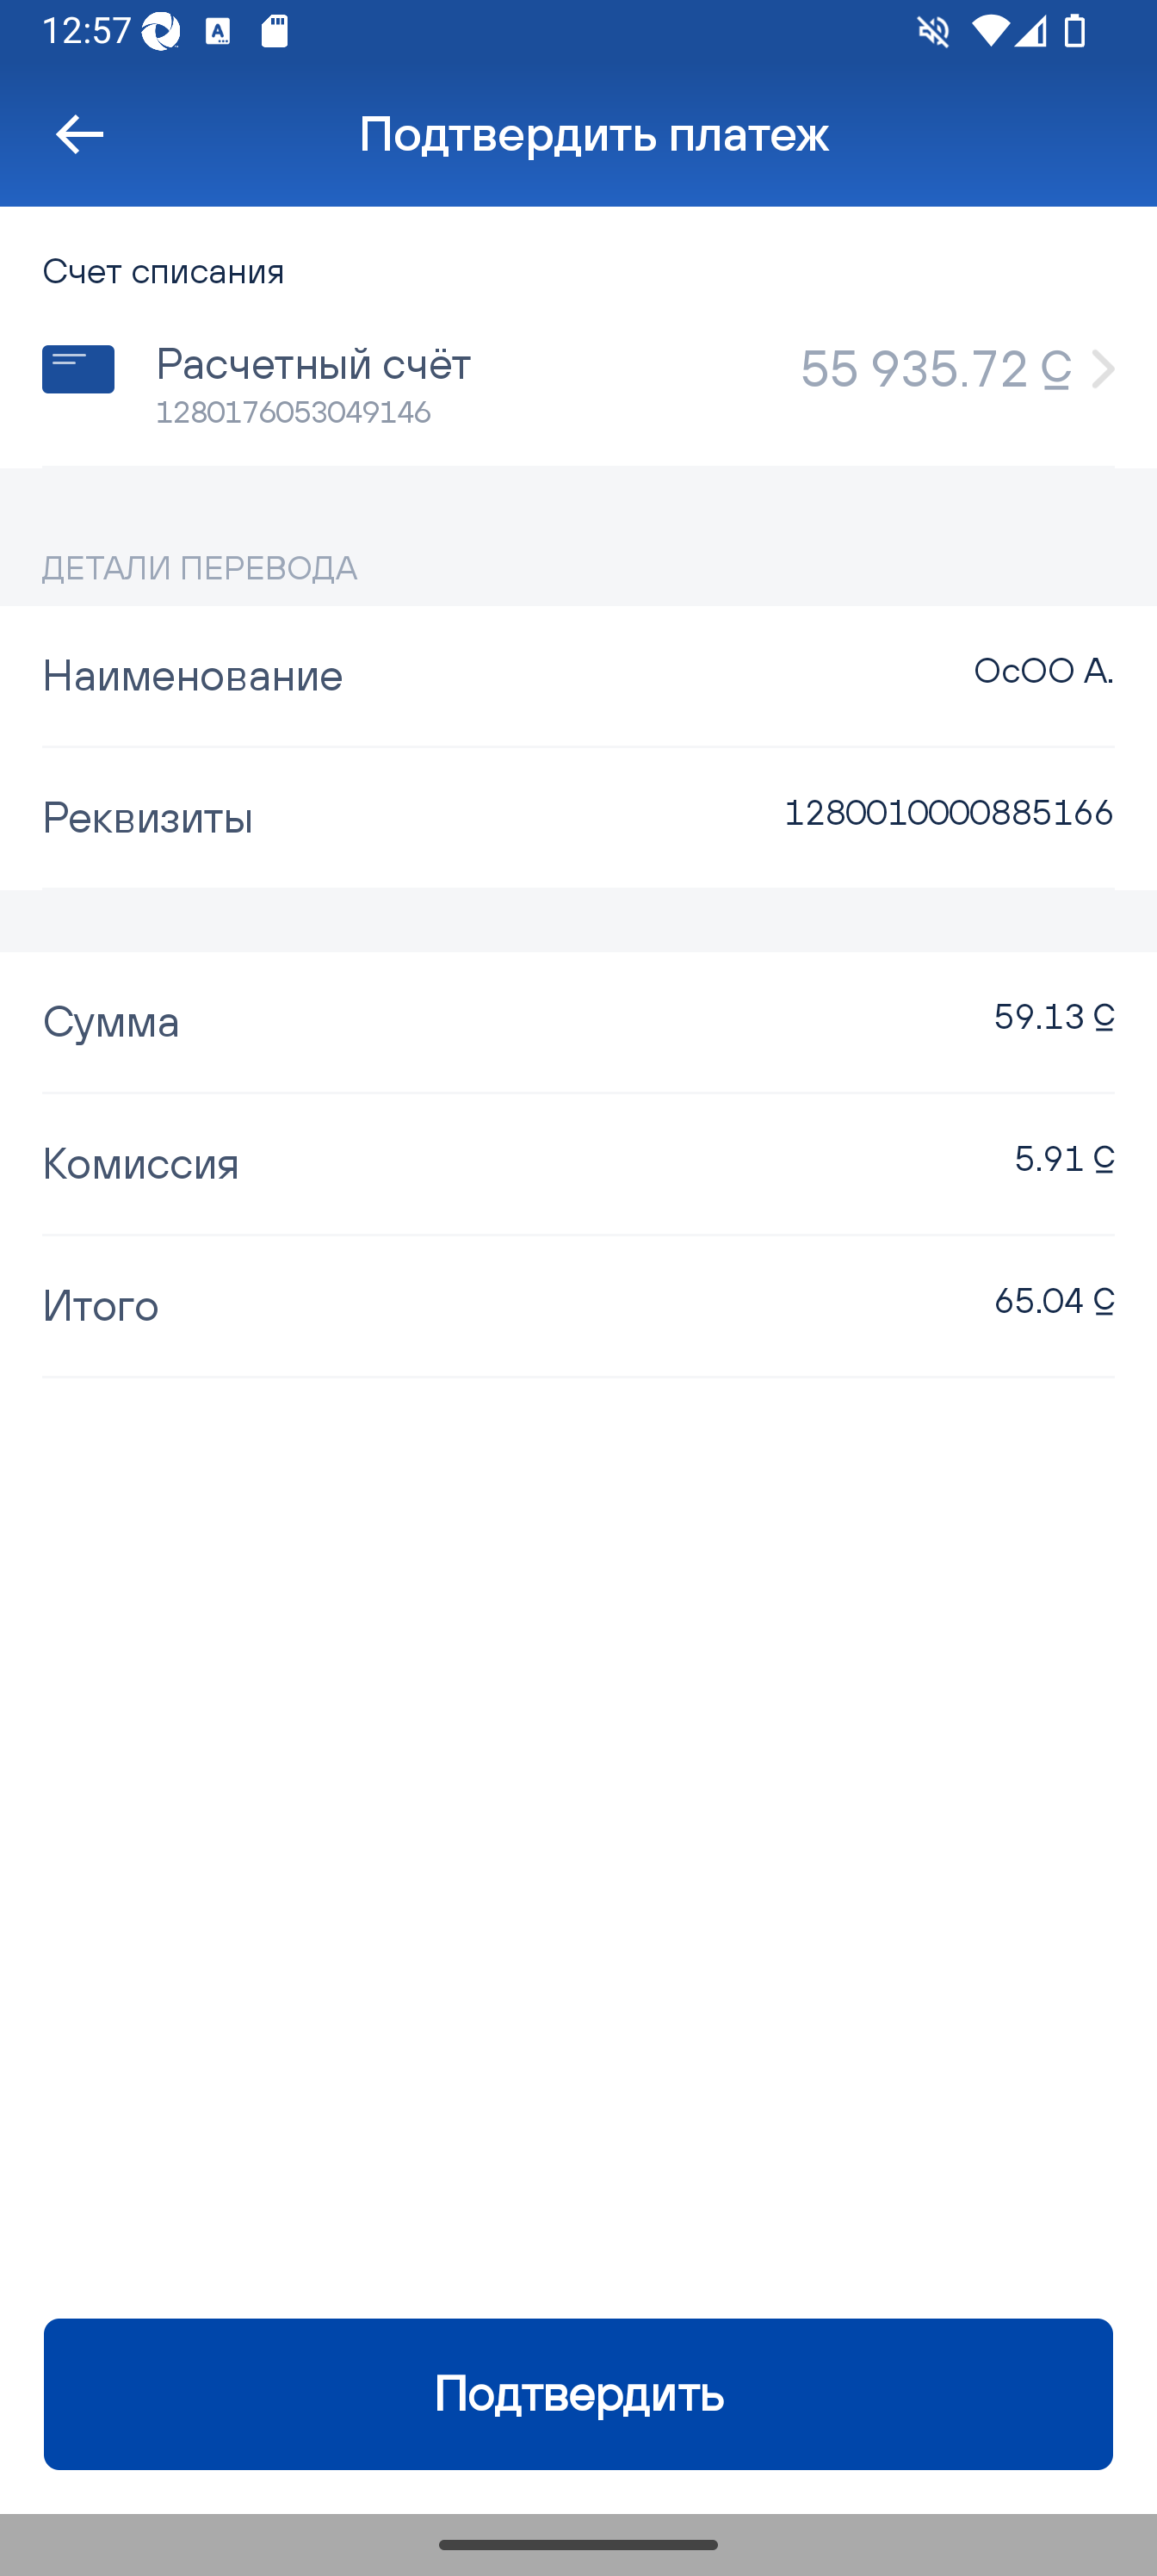 12:57
Подтвердить платеж
Счет списания
Расчетный счёт
55 935.72 С
1280176053049146
ДЕТАЛИ ПЕРЕВОДА
Наименование
ОсОО А.
Реквизиты
1280010000885166
Сумма
59.13 С
Комиссия
5.91 С
Итого
65.04 С
Подтвердить